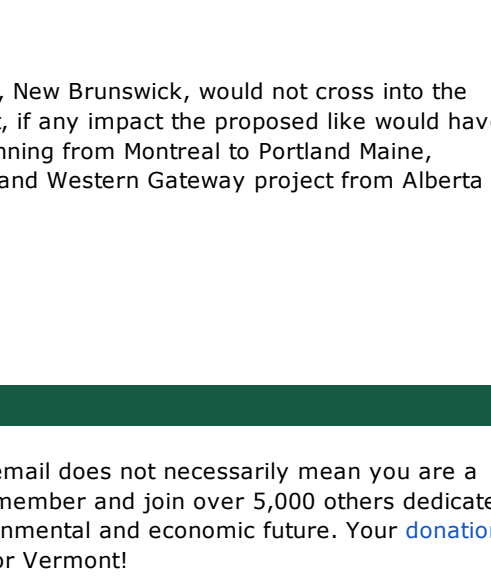 , New Brunswick, would not cross into the
, if any impact the proposed like would hav
nning from Montreal to Portland Maine,
and Western Gateway project from Alberta
email does not necessarily mean you are a
member and join over 5,000 others dedicate
nmental and economic future. Your donation
or Vermont!